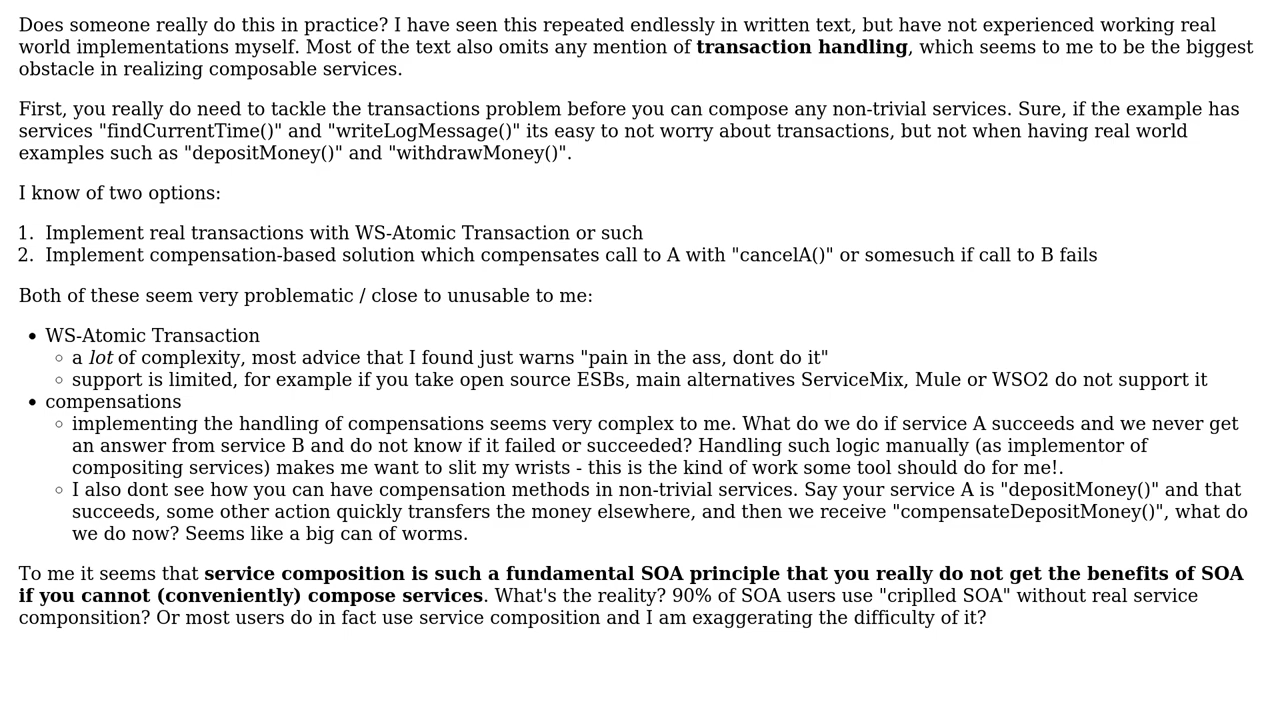 Does someone really do this in practice? I have seen this repeated endlessly in written text, but have not experienced working real
world implementations myself. Most of the text also omits any mention of transaction handling, which seems to me to be the biggest
obstacle in realizing composable services.
First, you really do need to tackle the transactions problem before you can compose any non-trivial services. Sure, if the example has
services "findCurrentTime()" and "writeLogMessage()" its easy to not worry about transactions, but not when having real world
examples such as "depositMoney()" and "withdrawMoney()".
I know of two options:
1. Implement real transactions with WS-Atomic Transaction or such
2. Implement compensation-based solution which compensates call to A with "cancelA()" or somesuch if call to B fails
Both of these seem very problematic / close to unusable to me:
• WS-Atomic Transaction
◦ a lot of complexity, most advice that I found just warns "pain in the ass, dont do it"
◦ support is limited, for example if you take open source ESBs, main alternatives ServiceMix, Mule or WSO2 do not support it
• compensations
◦ implementing the handling of compensations seems very complex to me. What do we do if service A succeeds and we never get
an answer from service B and do not know if it failed or succeeded? Handling such logic manually (as implementor of
compositing services) makes me want to slit my wrists - this is the kind of work some tool should do for me!.
◦ I also dont see how you can have compensation methods in non-trivial services. Say your service A is "depositMoney()" and that
succeeds, some other action quickly transfers the money elsewhere, and then we receive "compensateDepositMoney()", what do
we do now? Seems like a big can of worms.
To me it seems that service composition is such a fundamental SOA principle that you really do not get the benefits of SOA
if you cannot (conveniently) compose services. What's the reality? 90% of SOA users use "criplled SOA" without real service
componsition? Or most users do in fact use service composition and I am exaggerating the difficulty of it?